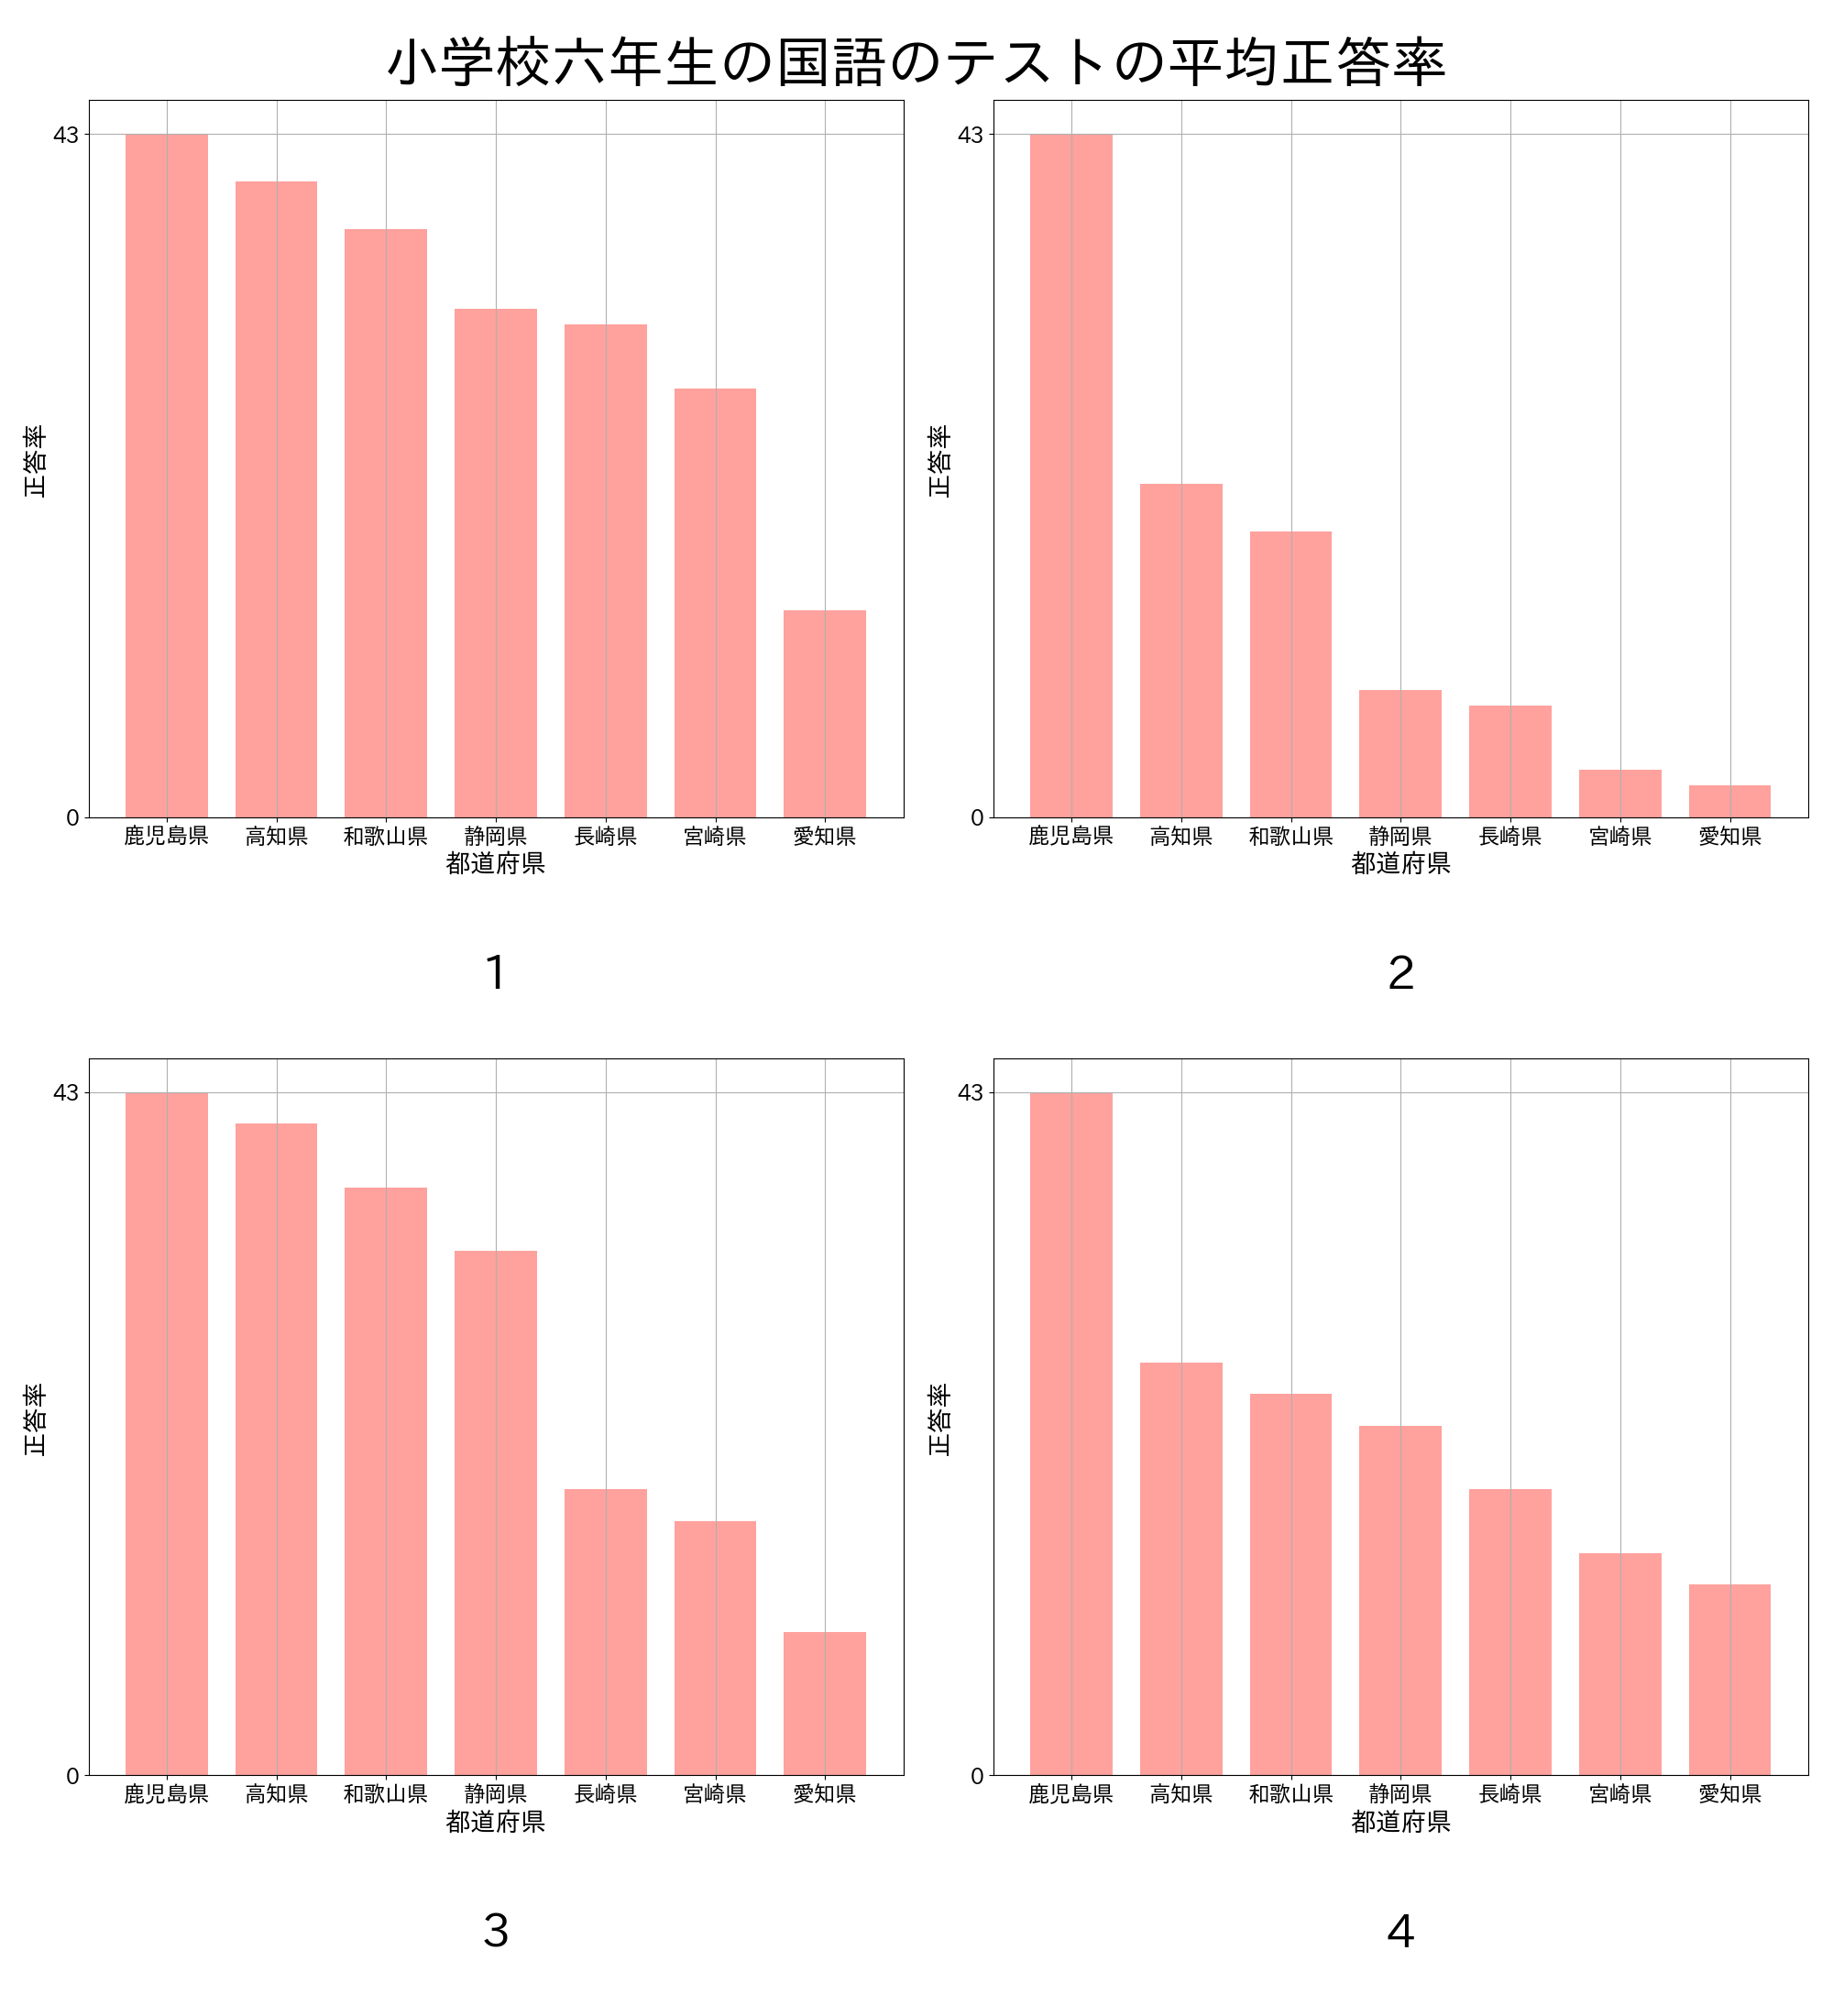 小学校六年生の国語のテストの平均正答率
43
0
正答率
鹿児島県 高知県 和歌山県 静岡県 長崎県 宮崎県 愛知県
都道府県
1
43
0
正答率
鹿児島県 高知県 和歌山県 静岡県 長崎県 宮崎県 愛知県
都道府県
2
43
0
正答率
鹿児島県 高知県 和歌山県 静岡県 長崎県 宮崎県 愛知県
都道府県
3
43
0
正答率
鹿児島県 高知県 和歌山県 静岡県 長崎県 宮崎県 愛知県
都道府県
4